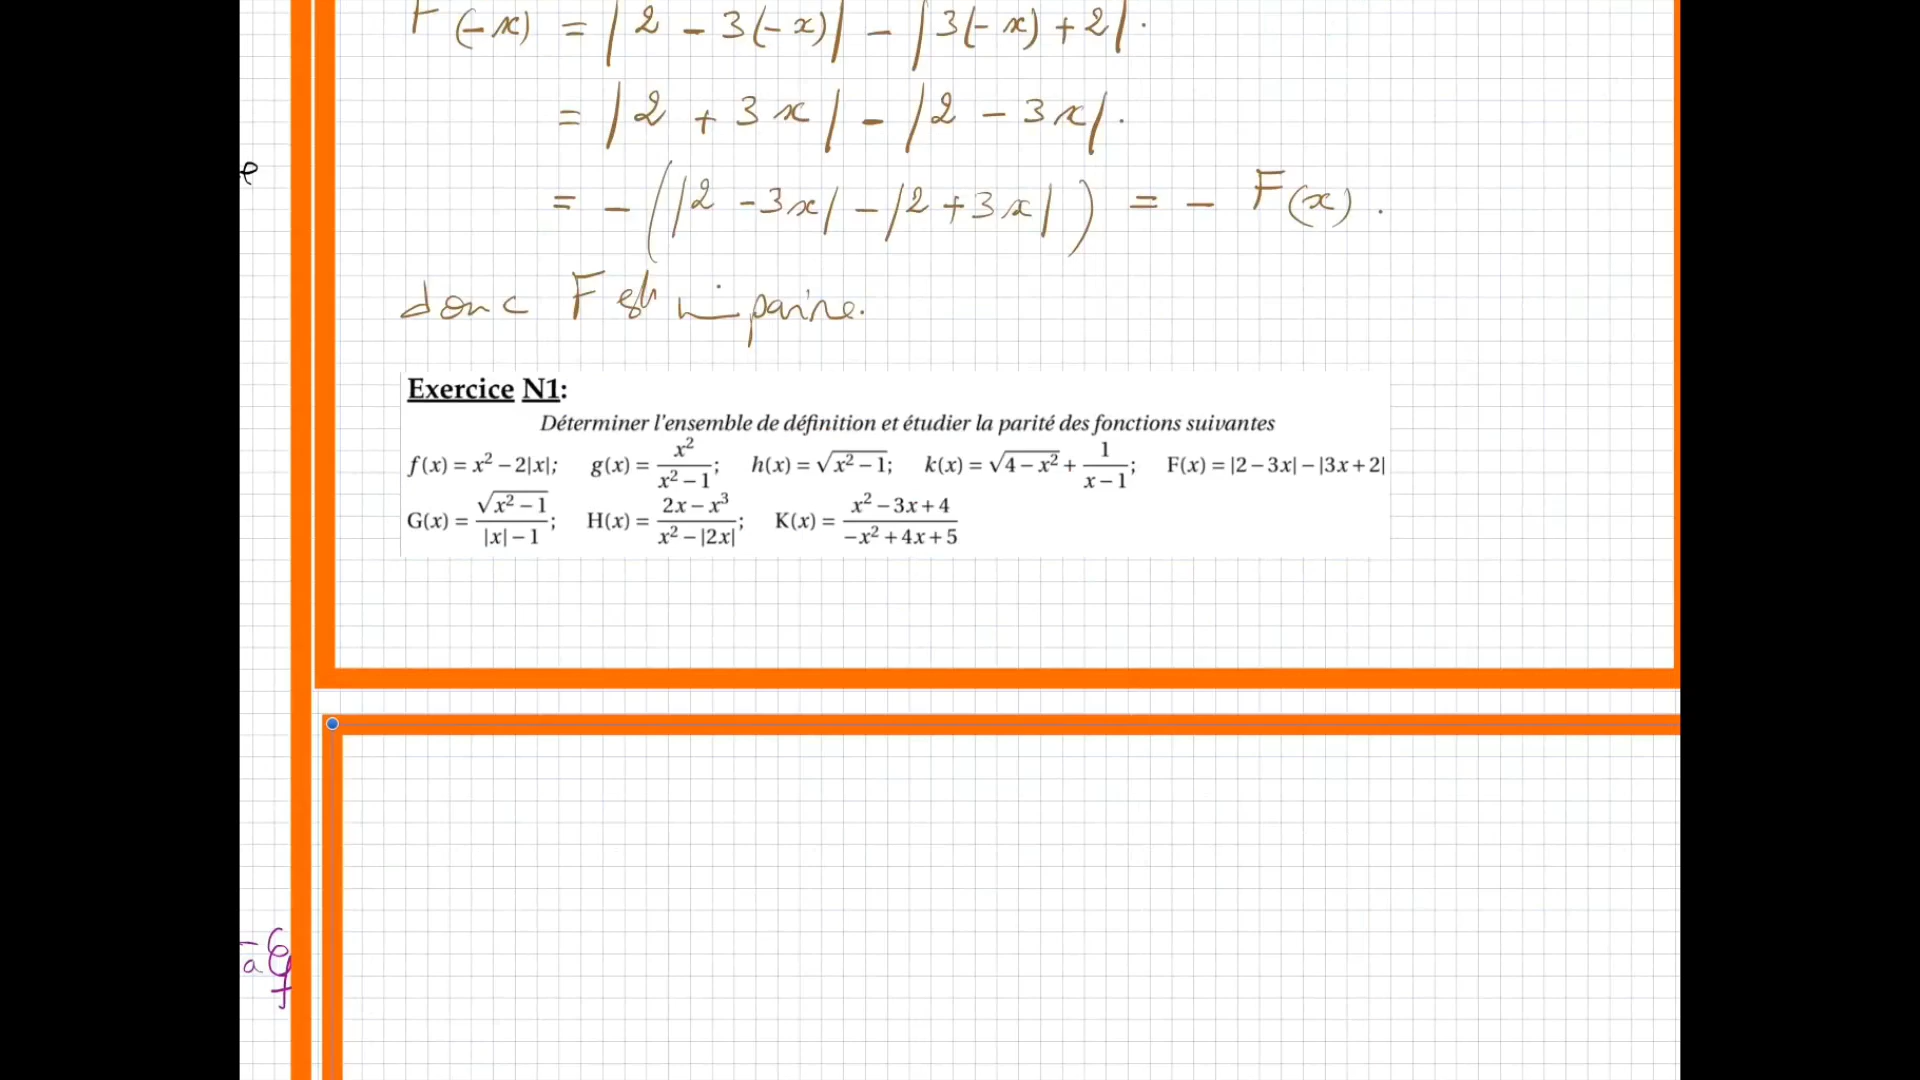 F(-x) = |2 - 3(-x)| - |3(-x) + 2|.
= |2 + 3x| - |2 - 3x|.
e
= - (|2 - 3x| - |2 + 3x|) = - F(x).
donc F est impaire.
Exercice N1:
Déterminer l'ensemble de définition et étudier la parité des fonctions suivantes
f(x) = x² − 2|x|; g(x) = x²/(x² − 1); h(x) = √(x² − 1); k(x) = √(4 − x²) + 1/(x − 1); F(x) = |2 − 3x| − |3x + 2|
G(x) = √(x² − 1)/(|x| − 1); H(x) = (2x − x³)/(x² − |2x|); K(x) = (x² − 3x + 4)/(−x² + 4x + 5)